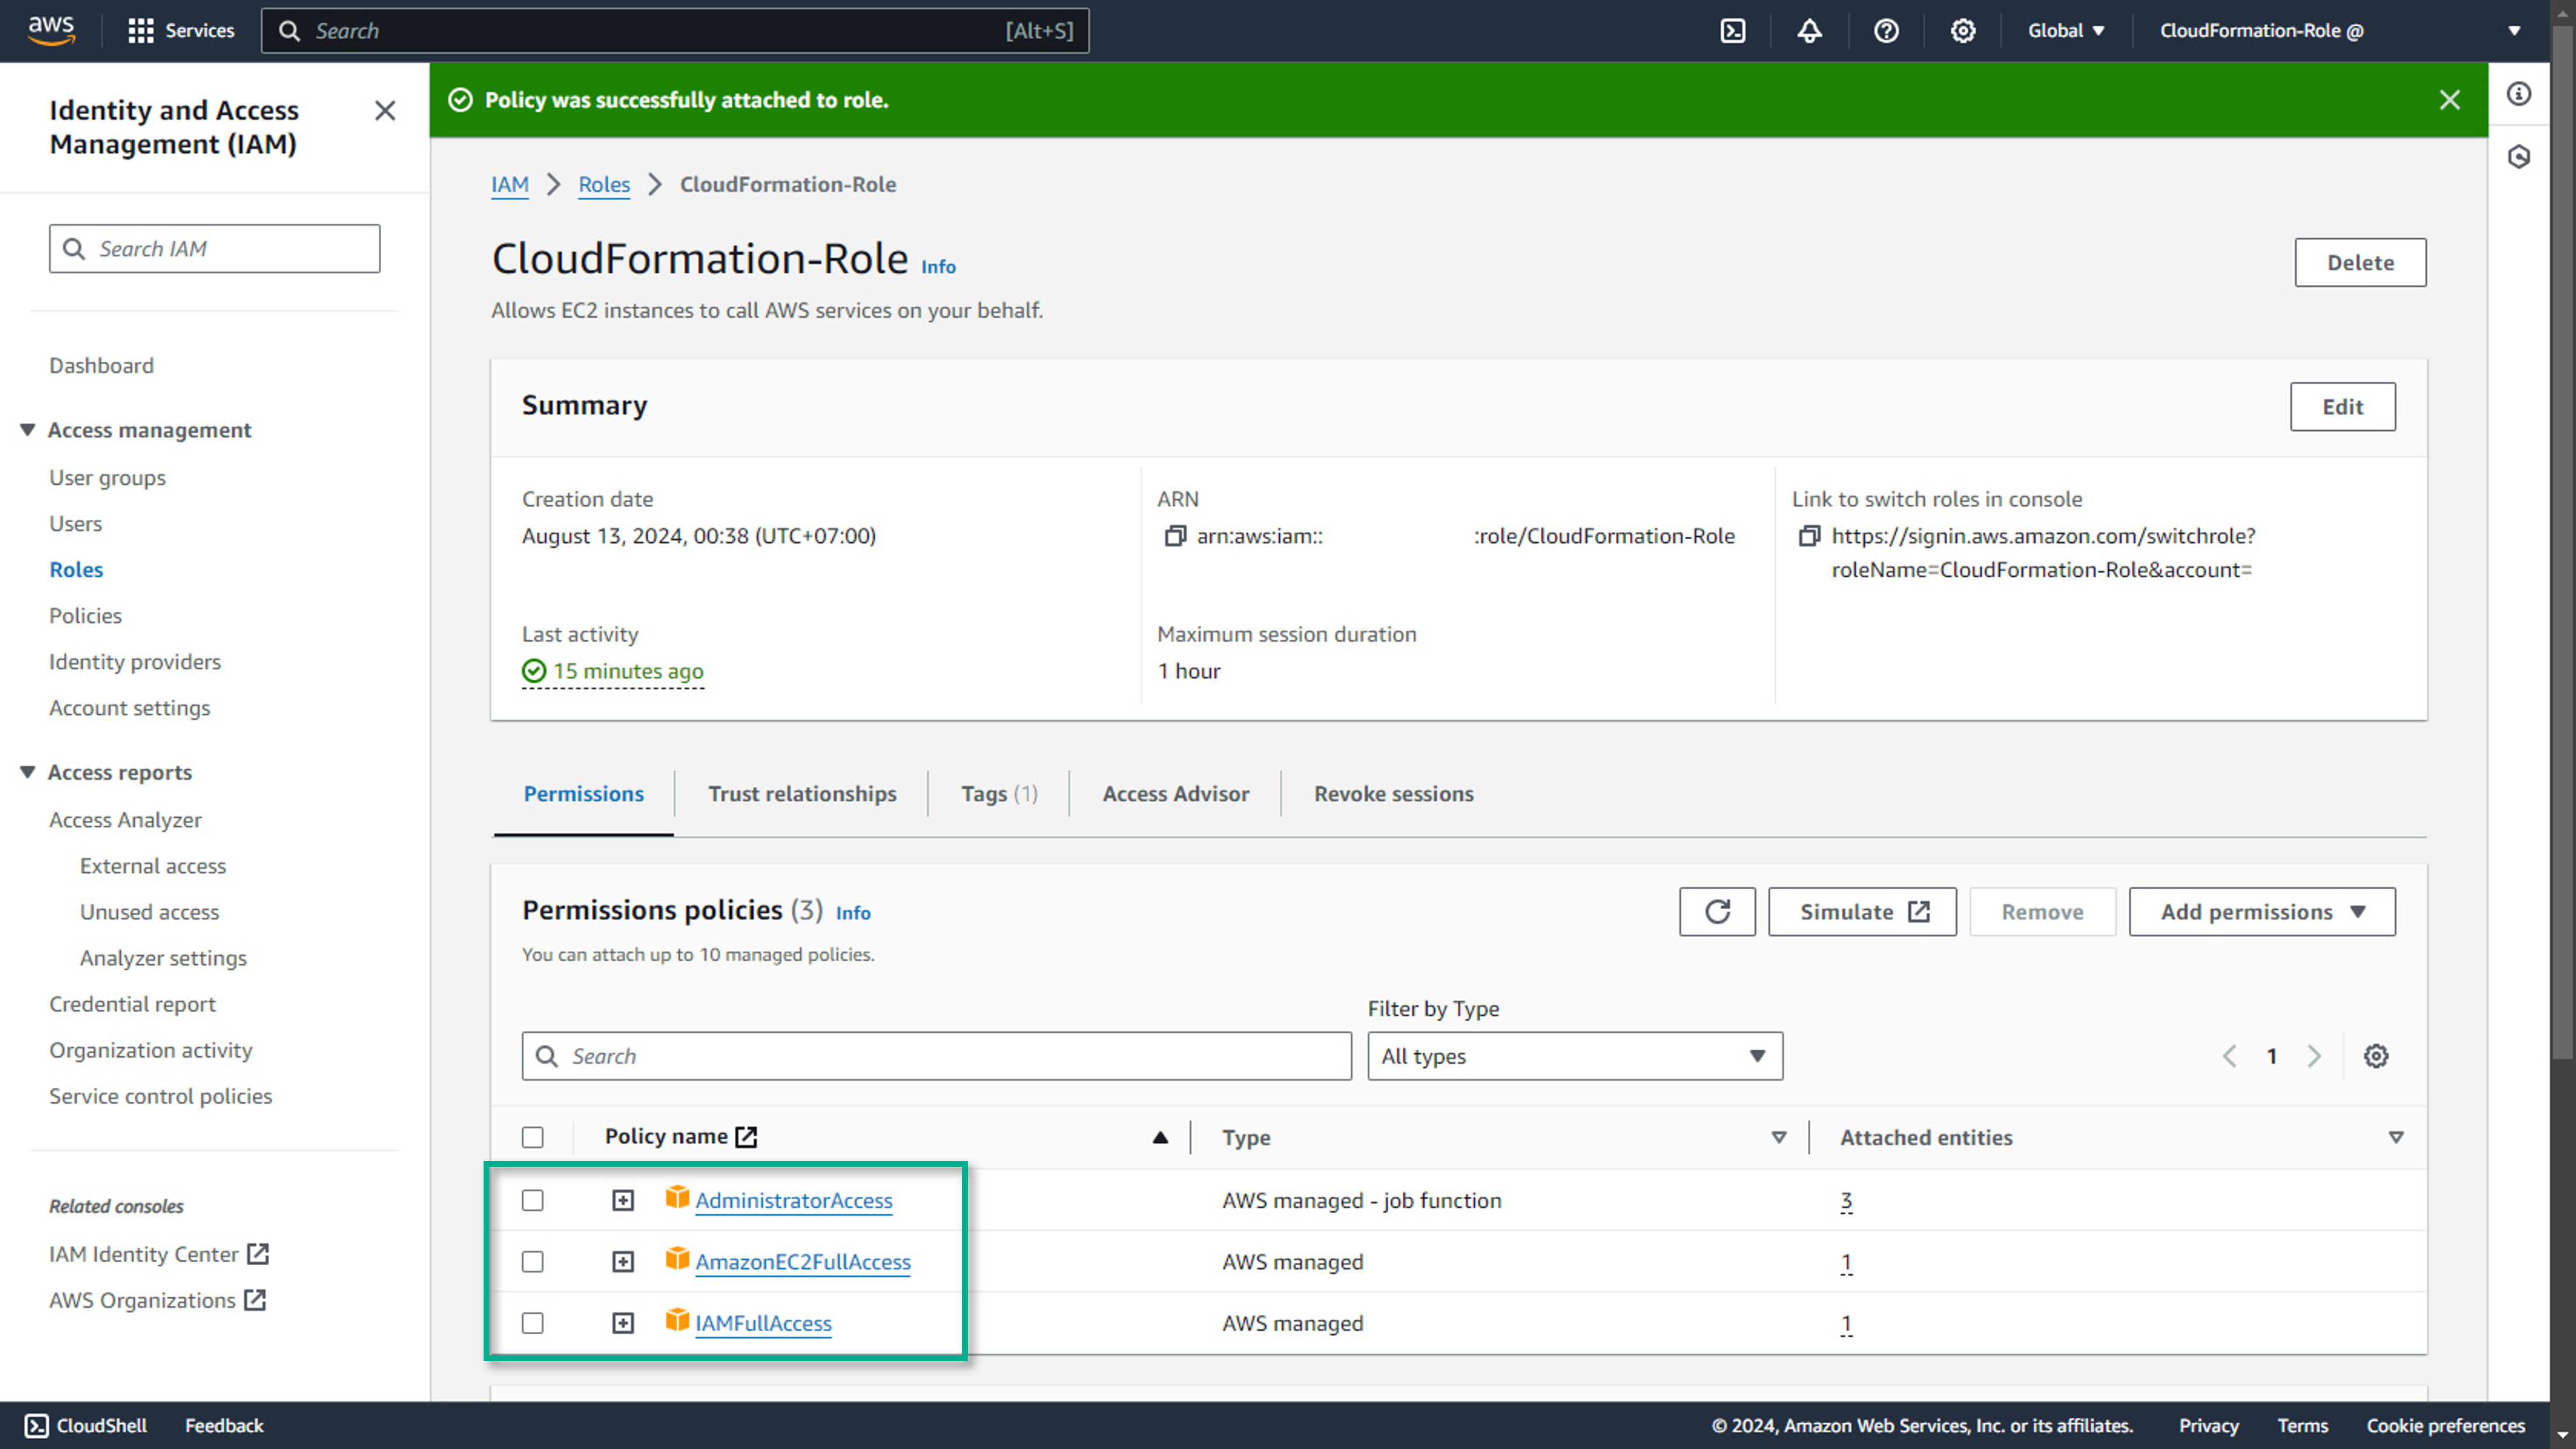 aws
Services
Search [Alt+S]
Global
CloudFormation-Role @
Identity and Access
Management (IAM)
Search IAM
Dashboard
Access management
User groups
Users
Roles
Policies
Identity providers
Account settings
Access reports
Access Analyzer
External access
Unused access
Analyzer settings
Credential report
Organization activity
Service control policies
Related consoles
IAM Identity Center
AWS Organizations
Policy was successfully attached to role.
IAM > Roles > CloudFormation-Role
CloudFormation-Role Info
Delete
Allows EC2 instances to call AWS services on your behalf.
Summary
Edit
Creation date
August 13, 2024, 00:38 (UTC+07:00)
ARN
arn:aws:iam:: :role/CloudFormation-Role
Link to switch roles in console
https://signin.aws.amazon.com/switchrole?
roleName=CloudFormation-Role&account=
Last activity
15 minutes ago
Maximum session duration
1 hour
Permissions
Trust relationships
Tags (1)
Access Advisor
Revoke sessions
Permissions policies (3) Info
Simulate
Remove
Add permissions
You can attach up to 10 managed policies.
Filter by Type
Search
All types
1
Policy name Type Attached entities
AdministratorAccess AWS managed - job function 3
AmazonEC2FullAccess AWS managed 1
IAMFullAccess AWS managed 1
CloudShell
Feedback
© 2024, Amazon Web Services, Inc. or its affiliates.
Privacy
Terms
Cookie preferences